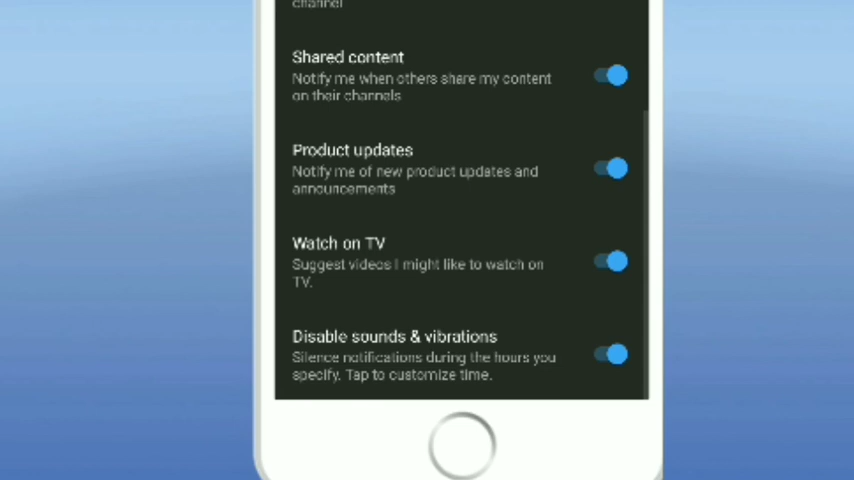 channel
Shared content
Notify me when others share my content
on their channels
Product updates
Notify me of new product updates and
announcements
Watch on TV
Suggest videos I might like to watch on
TV.
Disable sounds & vibrations
Silence notifications during the hours you
specify. Tap to customize time.